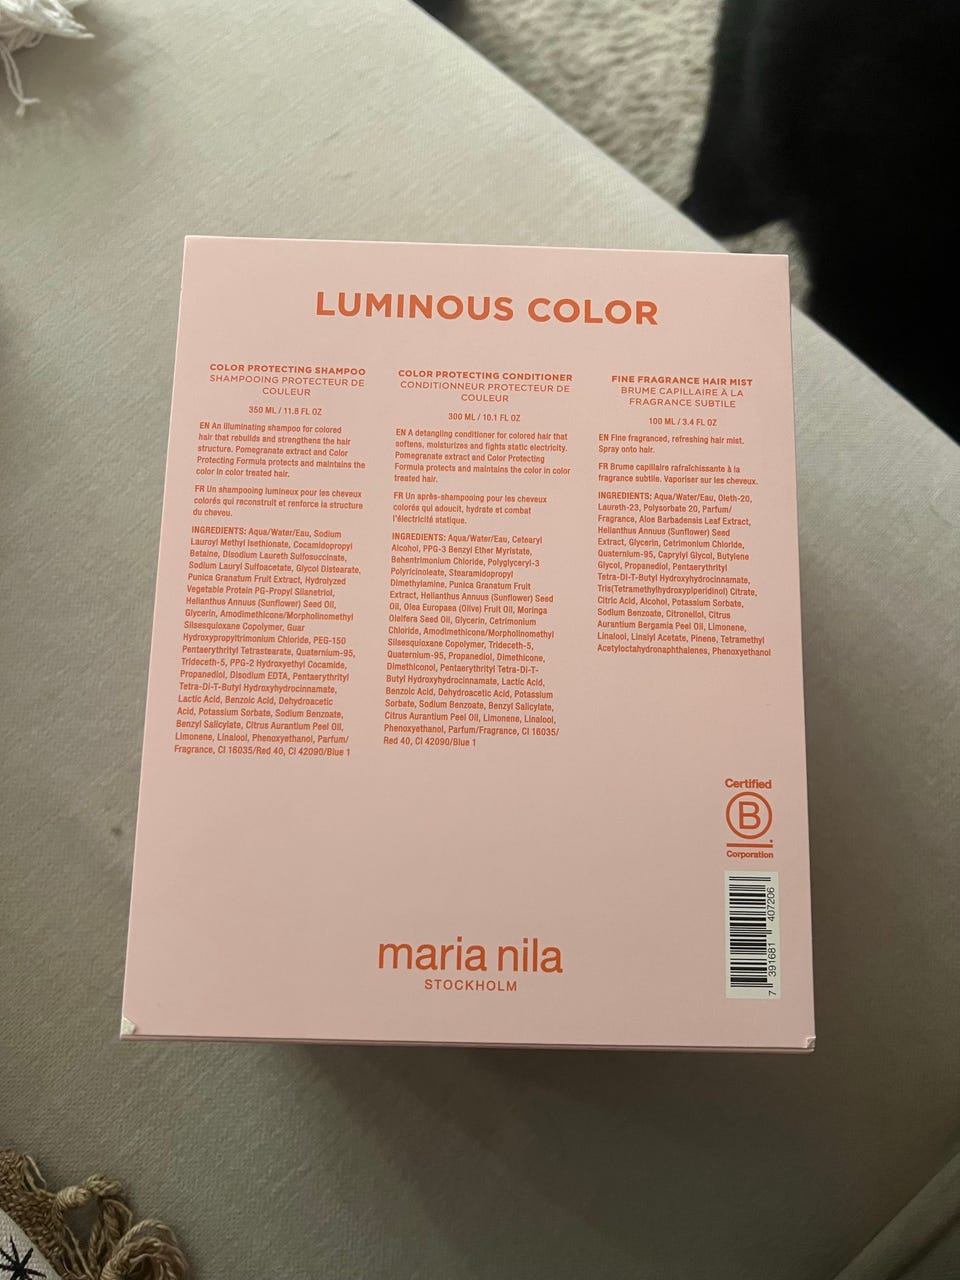 LUMINOUS COLOR
COLOR PROTECTING SHAMPOO
SHAMPOOING PROTECTEUR DE
COULEUR
350 ML / 11.8 FL OZ
EN An illuminating shampoo for colored
hair that rebuilds and strengthens the hair
structure. Pomegranate extract and Color
Protecting Formula protects and maintains the
color in color treated hair.
FR Un shampooing lumineux pour les cheveux
colorés qui reconstruit et renforce la structure
du cheveu.
INGREDIENTS: Aqua/Water/Eau, Sodium
Lauroyl Methyl Isethionate, Cocamidopropyl
Betaine, Disodium Laureth Sulfosuccinate,
Sodium Lauryl Sulfoacetate, Glycol Distearate,
Punica Granatum Fruit Extract, Hydrolyzed
Vegetable Protein PG-Propyl Silanetriol,
Helianthus Annuus (Sunflower) Seed Oil,
Glycerin, Amodimethicone/Morpholinomethyl
Silsesquioxane Copolymer, Guar
Hydroxypropyltrimonium Chloride, PEG-150
Pentaerythrityl Tetrastearate, Quaternium-95,
Trideceth-5, PPG-2 Hydroxyethyl Cocamide,
Propanediol, Disodium EDTA, Pentaerythrityl
Tetra-Di-T-Butyl Hydroxyhydrocinnamate,
Lactic Acid, Benzoic Acid, Dehydroacetic
Acid, Potassium Sorbate, Sodium Benzoate,
Benzyl Salicylate, Citrus Aurantium Peel Oil,
Limonene, Linalool, Phenoxyethanol, Parfum/
Fragrance, CI 16035/Red 40, CI 42090/Blue 1
COLOR PROTECTING CONDITIONER
CONDITIONNEUR PROTECTEUR DE
COULEUR
300 ML / 10.1 FL OZ
EN A detangling conditioner for colored hair that
softens, moisturizes and fights static electricity.
Pomegranate extract and Color Protecting
Formula protects and maintains the color in color
treated hair.
FR Un après-shampooing pour les cheveux
colorés qui adoucit, hydrate et combat
l'électricité statique.
INGREDIENTS: Aqua/Water/Eau, Cetearyl
Alcohol, PPG-3 Benzyl Ether Myristate,
Behentrimonium Chloride, Polyglyceryl-3
Polyricinoleate, Stearamidopropyl
Dimethylamine, Punica Granatum Fruit
Extract, Helianthus Annuus (Sunflower) Seed
Oil, Olea Europaea (Olive) Fruit Oil, Moringa
Oleifera Seed Oil, Glycerin, Cetrimonium
Chloride, Amodimethicone/Morpholinomethyl
Silsesquioxane Copolymer, Trideceth-5,
Quaternium-95, Propanediol, Dimethicone,
Dimethiconol, Pentaerythrityl Tetra-Di-T-
Butyl Hydroxyhydrocinnamate, Lactic Acid,
Benzoic Acid, Dehydroacetic Acid, Potassium
Sorbate, Sodium Benzoate, Benzyl Salicylate,
Citrus Aurantium Peel Oil, Limonene, Linalool,
Phenoxyethanol, Parfum/Fragrance, CI 16035/
Red 40, CI 42090/Blue 1
FINE FRAGRANCE HAIR MIST
BRUME CAPILLAIRE À LA
FRAGRANCE SUBTILE
100 ML / 3.4 FL OZ
EN Fine fragranced, refreshing hair mist.
Spray onto hair.
FR Brume capillaire rafraîchissante à la
fragrance subtile. Vaporiser sur les cheveux.
INGREDIENTS: Aqua/Water/Eau, Oleth-20,
Laureth-23, Polysorbate 20, Parfum/
Fragrance, Aloe Barbadensis Leaf Extract,
Helianthus Annuus (Sunflower) Seed
Extract, Glycerin, Cetrimonium Chloride,
Quaternium-95, Caprylyl Glycol, Butylene
Glycol, Propanediol, Pentaerythrityl
Tetra-Di-T-Butyl Hydroxyhydrocinnamate,
Tris(Tetramethylhydroxypiperidinol) Citrate,
Citric Acid, Alcohol, Potassium Sorbate,
Sodium Benzoate, Citronellol, Citrus
Aurantium Bergamia Peel Oil, Limonene,
Linalool, Linalyl Acetate, Pinene, Tetramethyl
Acetyloctahydronaphthalenes, Phenoxyethanol
Certified
B
Corporation
7 391681 407206
maria nila
STOCKHOLM